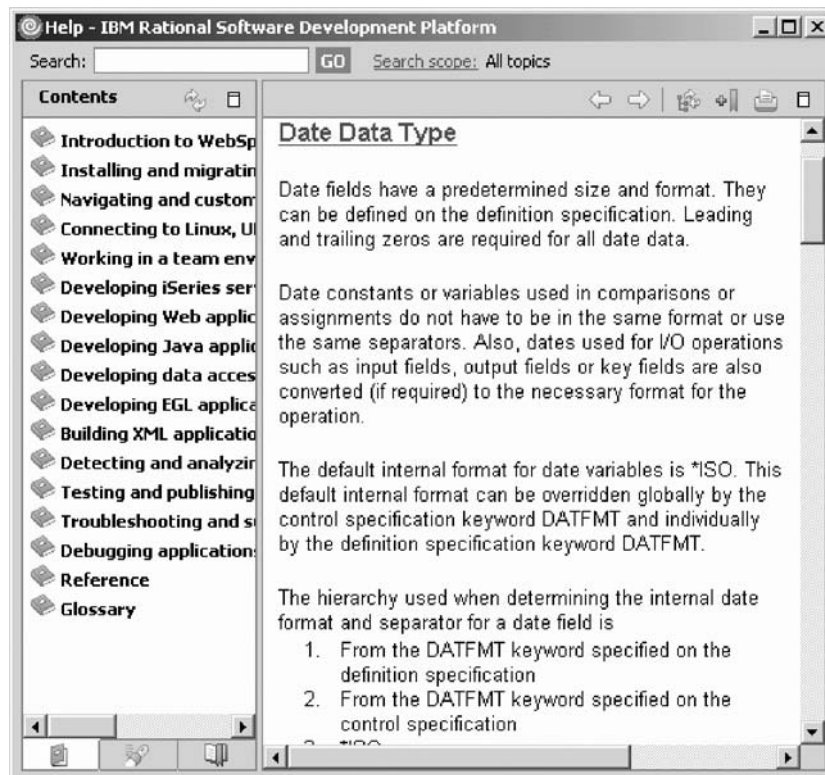 Help - IBM Rational Software Development Platform
Search:
GO
Search scope: All topics
Contents
Introduction to WebSp
Installing and migratin
Navigating and custom
Connecting to Linux, U
Working in a team env
Developing iSeries ser
Developing Web applic
Developing Java applic
Developing data acces
Developing EGL applica
Building XML applicatio
Detecting and analyzin
Testing and publishing
Troubleshooting and s
Debugging application
Reference
Glossary
Date Data Type
Date fields have a predetermined size and format. They
can be defined on the definition specification. Leading
and trailing zeros are required for all date data.
Date constants or variables used in comparisons or
assignments do not have to be in the same format or use
the same separators. Also, dates used for I/O operations
such as input fields, output fields or key fields are also
converted (if required) to the necessary format for the
operation.
The default internal format for date variables is *ISO. This
default internal format can be overridden globally by the
control specification keyword DATFMT and individually
by the definition specification keyword DATFMT.
The hierarchy used when determining the internal date
format and separator for a date field is
1. From the DATFMT keyword specified on the
definition specification
2. From the DATFMT keyword specified on the
control specification
3. *ISO